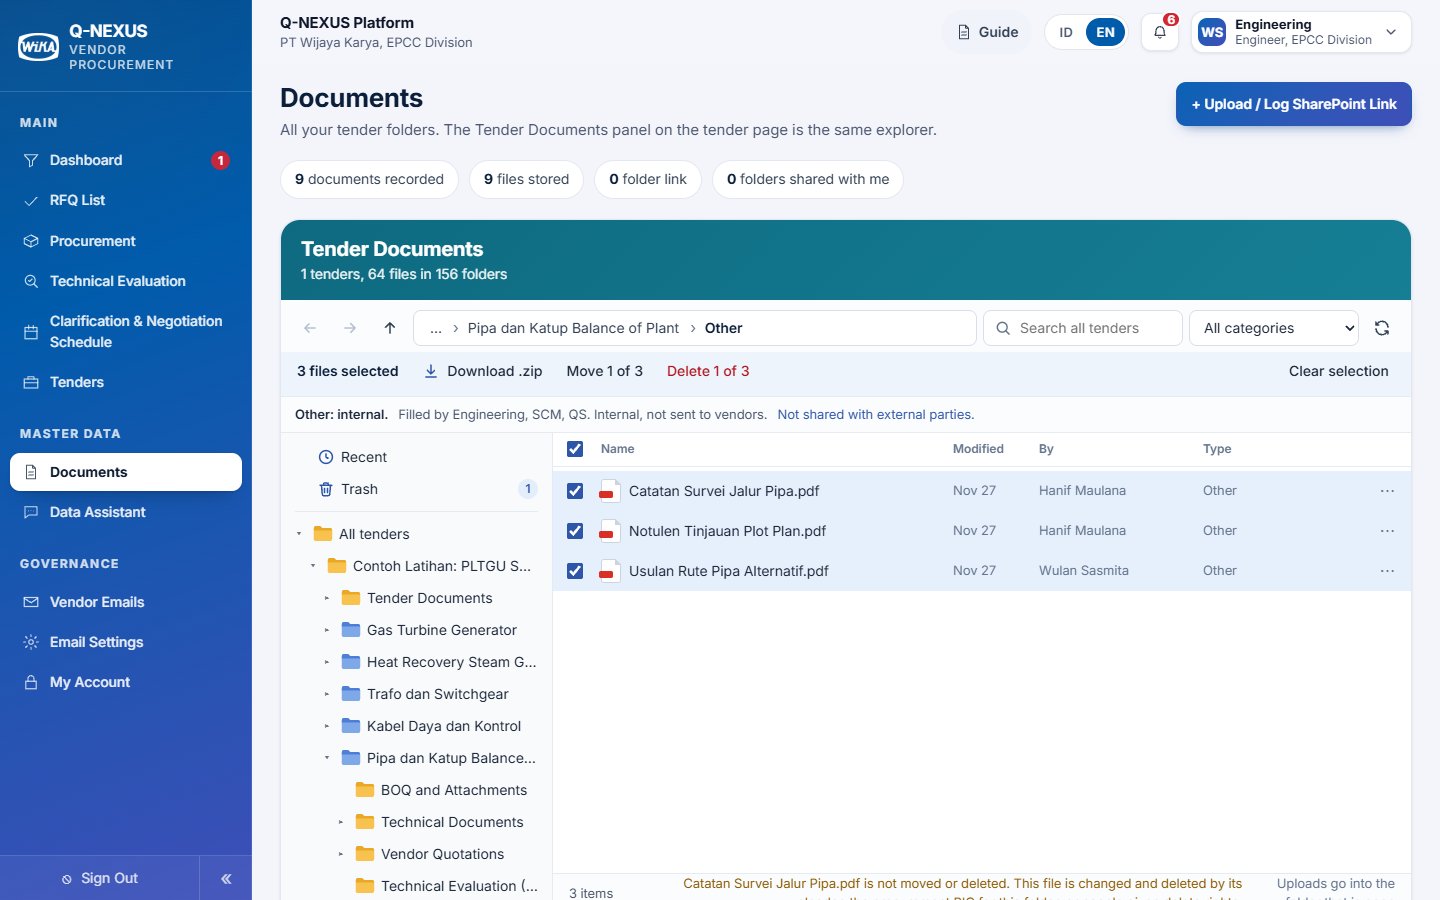 WIKA
Q-NEXUS
VENDOR
PROCUREMENT
Q-NEXUS Platform
PT Wijaya Karya, EPCC Division
Guide
ID
EN
6
WS
Engineering
Engineer, EPCC Division
MAIN
Dashboard
1
RFQ List
Procurement
Technical Evaluation
Clarification & Negotiation
Schedule
Tenders
MASTER DATA
Documents
Data Assistant
GOVERNANCE
Vendor Emails
Email Settings
My Account
Sign Out
Documents
All your tender folders. The Tender Documents panel on the tender page is the same explorer.
+ Upload / Log SharePoint Link
9 documents recorded
9 files stored
0 folder link
0 folders shared with me
Tender Documents
1 tenders, 64 files in 156 folders
... › Pipa dan Katup Balance of Plant › Other
Search all tenders
All categories
3 files selected
Download .zip
Move 1 of 3
Delete 1 of 3
Clear selection
Other: internal. Filled by Engineering, SCM, QS. Internal, not sent to vendors. Not shared with external parties.
Recent
Trash
1
All tenders
Contoh Latihan: PLTGU S...
Tender Documents
Gas Turbine Generator
Heat Recovery Steam G...
Trafo dan Switchgear
Kabel Daya dan Kontrol
Pipa dan Katup Balance...
BOQ and Attachments
Technical Documents
Vendor Quotations
Technical Evaluation (...
Name Modified By Type
Catatan Survei Jalur Pipa.pdf Nov 27 Hanif Maulana Other ...
Notulen Tinjauan Plot Plan.pdf Nov 27 Hanif Maulana Other ...
Usulan Rute Pipa Alternatif.pdf Nov 27 Wulan Sasmita Other ...
3 items
Catatan Survei Jalur Pipa.pdf is not moved or deleted. This file is changed and deleted by its
Uploads go into the